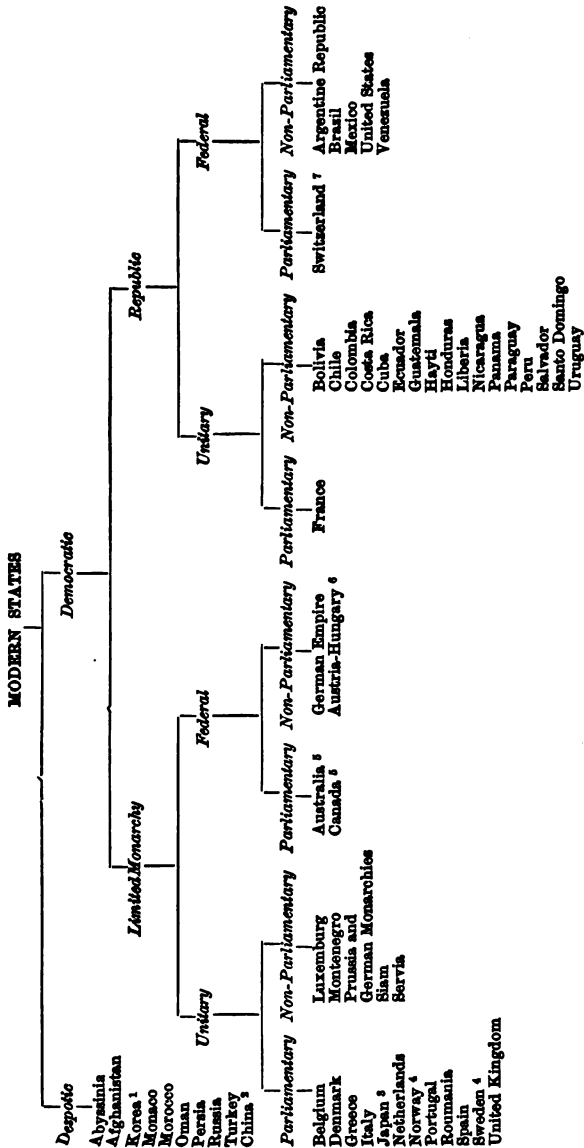 MODERN STATES
Despotic
Democratic
Abyssinia
Afghanistan
Korea ¹
Monaco
Morocco
Oman
Persia
Russia
Turkey
China ²
Limited Monarchy
Republic
Unitary
Federal
Unitary
Federal
Parliamentary
Non-Parliamentary
Parliamentary
Non-Parliamentary
Parliamentary
Non-Parliamentary
Parliamentary
Non-Parliamentary
Belgium
Denmark
Greece
Italy
Japan ³
Netherlands
Norway ⁴
Portugal
Roumania
Spain
Sweden ⁴
United Kingdom
Luxemburg
Montenegro
Prussia and
German Monarchies
Siam
Servia
Australia ⁵
Canada ⁵
German Empire
Austria-Hungary ⁶
France
Bolivia
Chile
Colombia
Costa Rica
Cuba
Ecuador
Guatemala
Hayti
Honduras
Liberia
Nicaragua
Panama
Paraguay
Peru
Salvador
Santo Domingo
Uruguay
Switzerland ⁷
Argentine Republic
Brazil
Mexico
United States
Venezuela